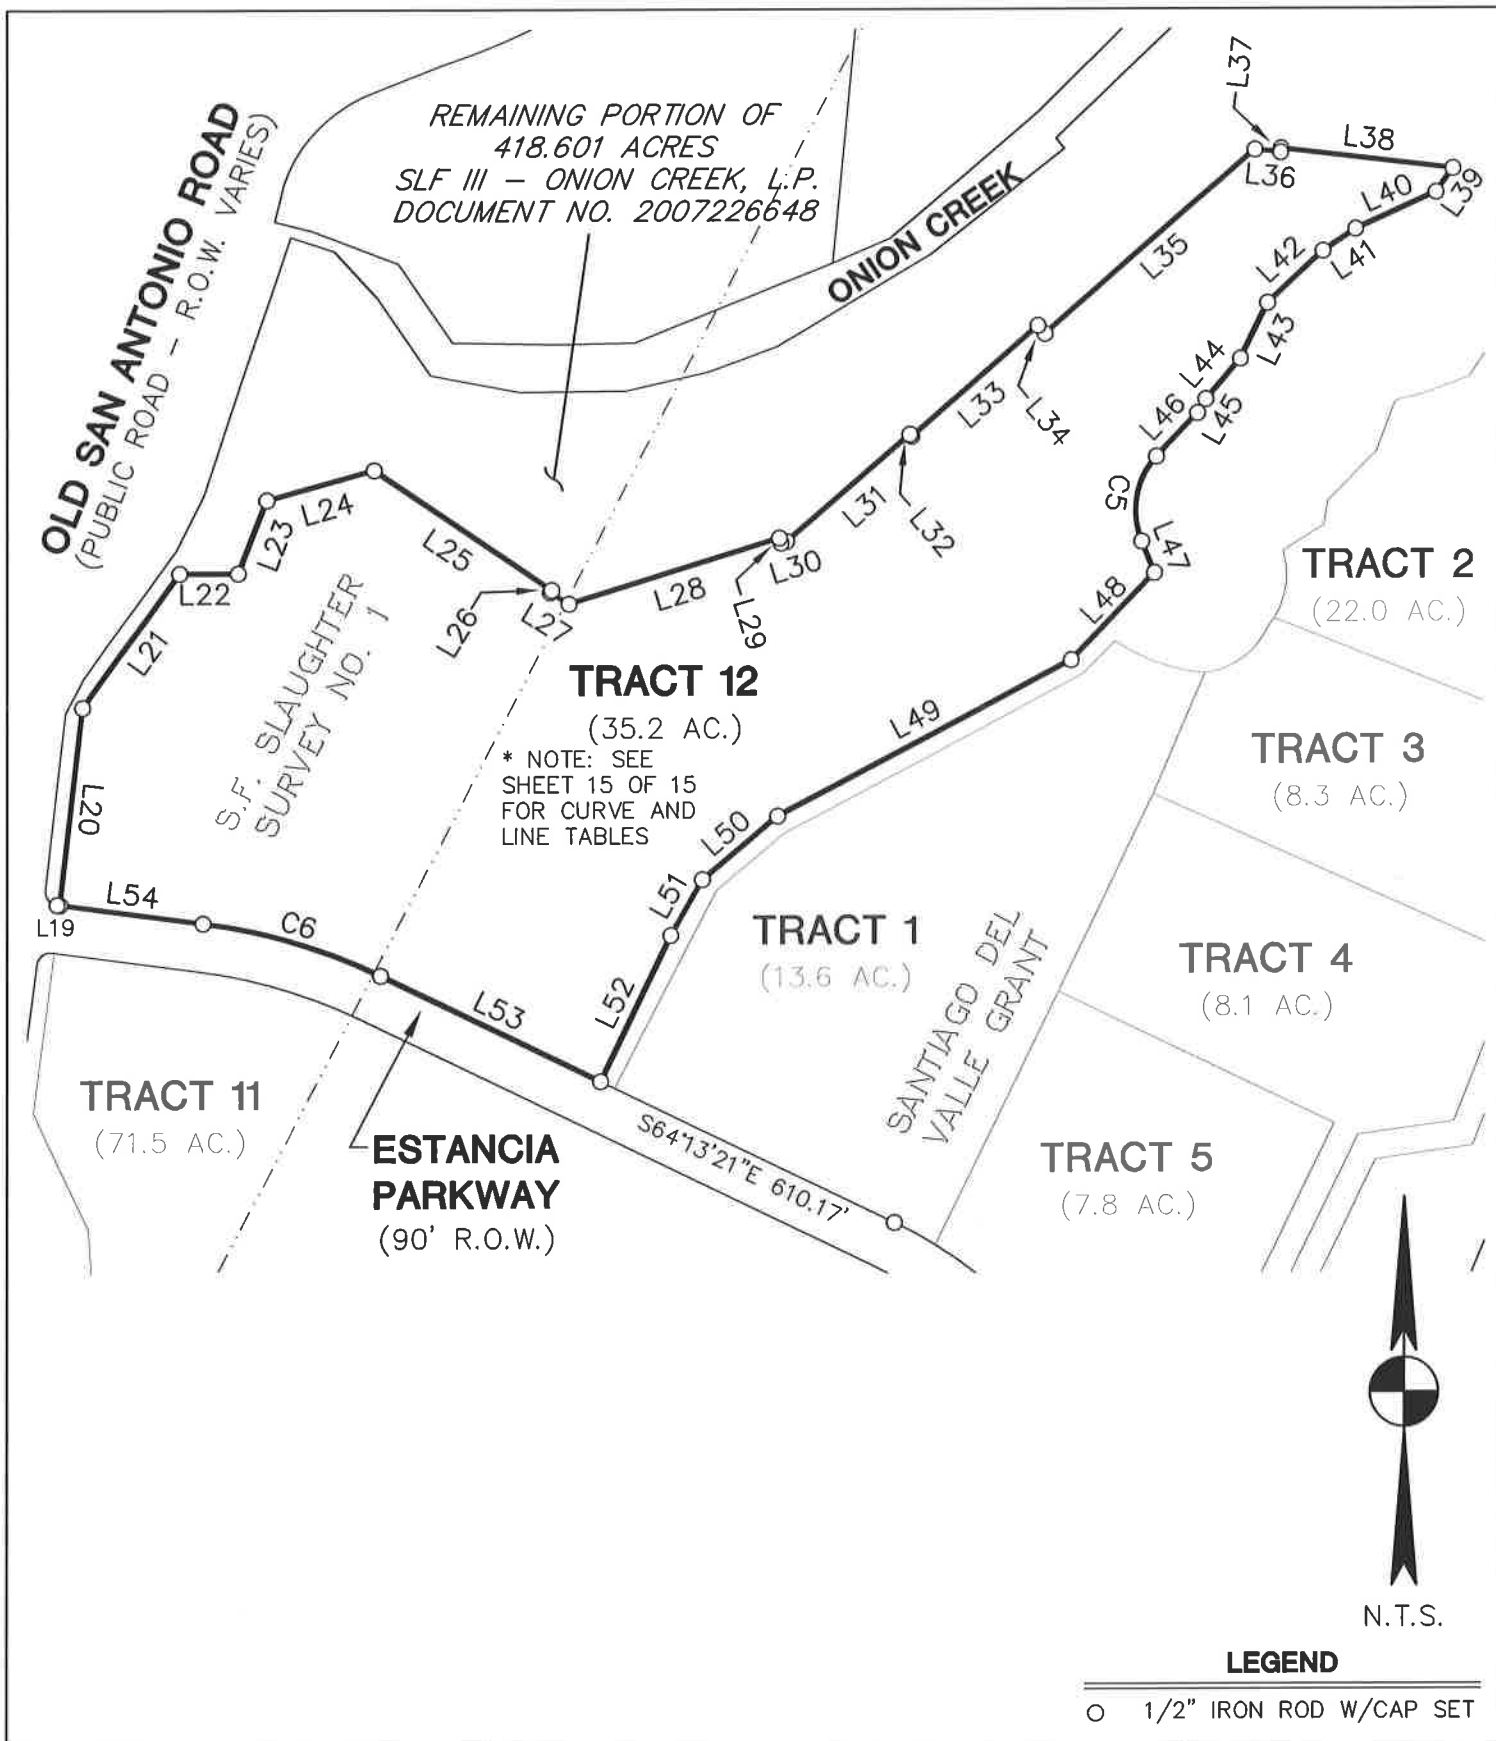 REMAINING PORTION OF
418.601 ACRES
SLF III – ONION CREEK, L.P.
DOCUMENT NO. 2007226648
OLD SAN ANTONIO ROAD
(PUBLIC ROAD – R.O.W. VARIES)
ONION CREEK
L37
L38
L36
L39
L40
L41
L42
L43
L44
L45
L46
C5
L47
L48
L35
L34
L33
L32
L31
L30
L29
L28
L27
L26
L25
L24
L23
L22
L21
L20
L19
L54
C6
L53
L52
L51
L50
L49
S.F. SLAUGHTER
SURVEY NO. 1
TRACT 12
(35.2 AC.)
* NOTE: SEE
SHEET 15 OF 15
FOR CURVE AND
LINE TABLES
TRACT 2
(22.0 AC.)
TRACT 3
(8.3 AC.)
TRACT 1
(13.6 AC.)
TRACT 4
(8.1 AC.)
SANTIAGO DEL
VALLE GRANT
TRACT 11
(71.5 AC.)
ESTANCIA
PARKWAY
(90' R.O.W.)
S64°13'21"E 610.17'
TRACT 5
(7.8 AC.)
N.T.S.
LEGEND
1/2" IRON ROD W/CAP SET